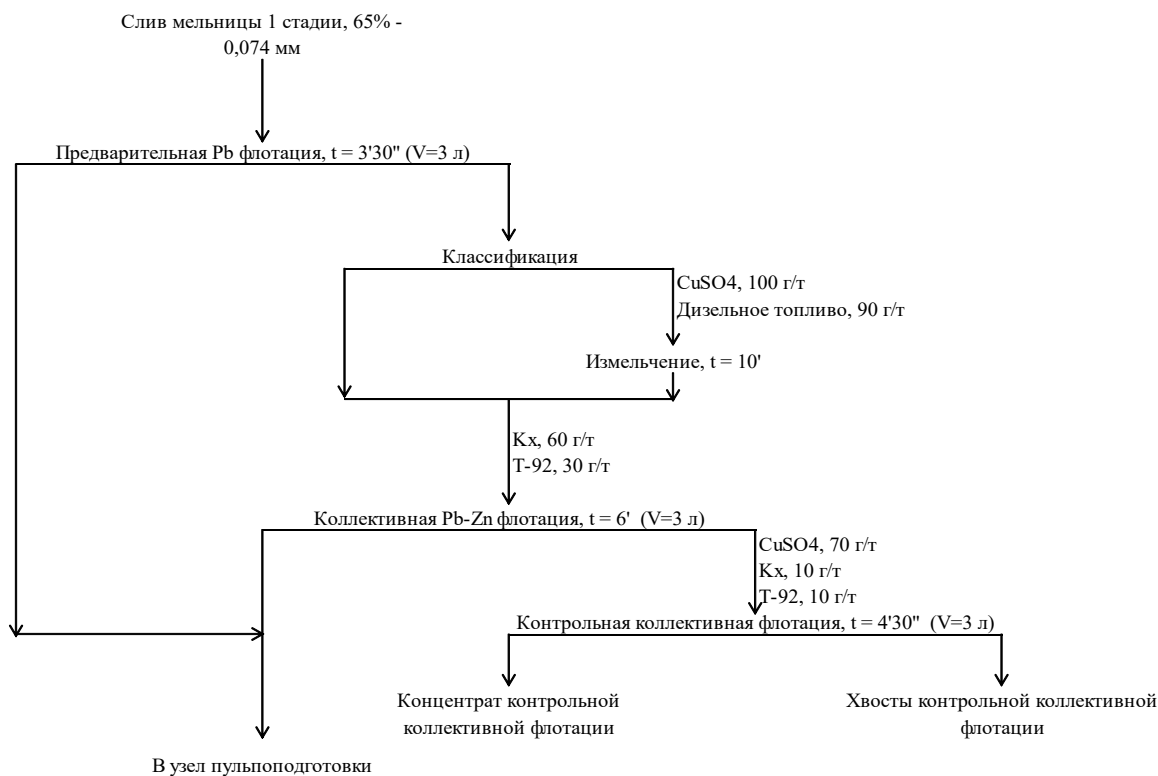 Слив мельницы 1 стадии, 65% -
0,074 мм
Предварительная Pb флотация, t = 3'30" (V=3 л)
Классификация
CuSO4, 100 г/т
Дизельное топливо, 90 г/т
Измельчение, t = 10'
Kx, 60 г/т
Т-92, 30 г/т
Коллективная Pb-Zn флотация, t = 6' (V=3 л)
CuSO4, 70 г/т
Kx, 10 г/т
Т-92, 10 г/т
Контрольная коллективная флотация, t = 4'30" (V=3 л)
Концентрат контрольной
коллективной флотации
Хвосты контрольной коллективной
флотации
В узел пульпоподготовки